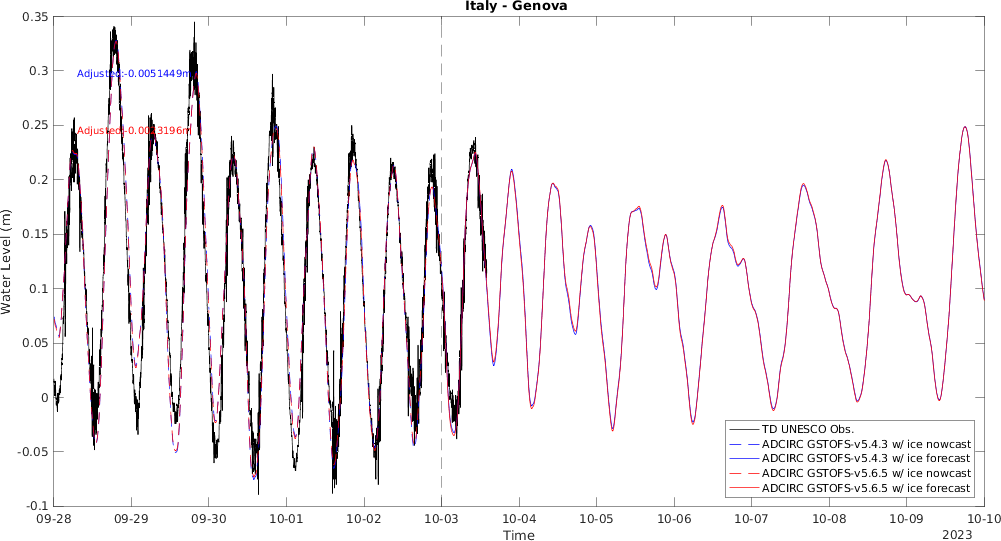 Italy - Genova
0.35
0.3
0.25
0.2
0.15
0.1
0.05
0
-0.05
-0.1
Water Level (m)
Adjusted:-0.0051449m
TD UNESCO Obs.
ADCIRC GSTOFS-v5.4.3 w/ ice nowcast
ADCIRC GSTOFS-v5.4.3 w/ ice forecast
ADCIRC GSTOFS-v5.6.5 w/ ice nowcast
ADCIRC GSTOFS-v5.6.5 w/ ice forecast
09-28
09-29
09-30
10-01
10-02
10-03
10-04
10-05
10-06
10-07
10-08
10-09
10-10
Time
2023